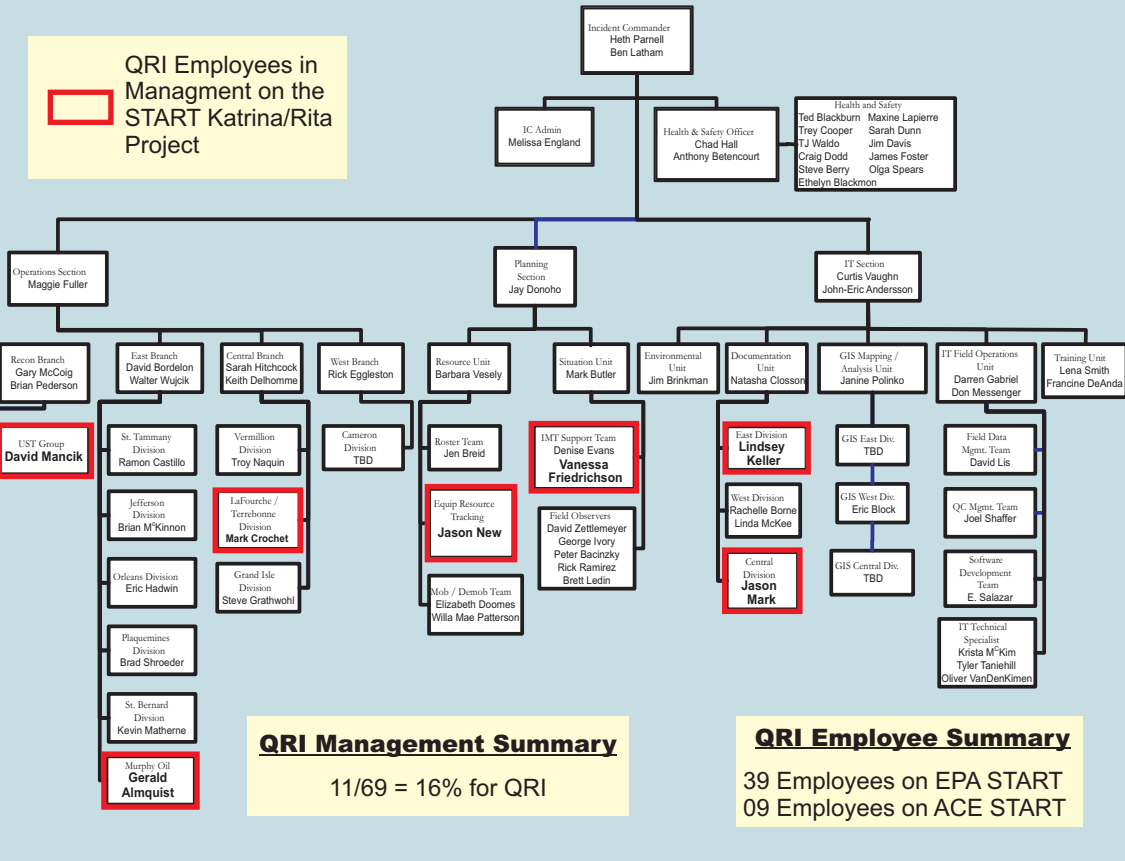 QRI Employees in
Managment on the
START Katrina/Rita
Project
Incident Commander
Heth Parnell
Ben Latham
IC Admin
Melissa England
Health & Safety Officer
Chad Hall
Anthony Betencourt
Health and Safety
Ted Blackburn Maxine Lapierre
Trey Cooper Sarah Dunn
TJ Waldo Jim Davis
Craig Dodd James Foster
Steve Berry Olga Spears
Ethelyn Blackmon
Operations Section
Maggie Fuller
Planning
Section
Jay Donoho
IT Section
Curtis Vaughn
John-Eric Andersson
Recon Branch
Gary McCoig
Brian Pederson
East Branch
David Bordelon
Walter Wujcik
Central Branch
Sarah Hitchcock
Keith Delhomme
West Branch
Rick Eggleston
Resource Unit
Barbara Vesely
Situation Unit
Mark Butler
Environmental
Unit
Jim Brinkman
Documentation
Unit
Natasha Closson
GIS Mapping /
Analysis Unit
Janine Polinko
IT Field Operations
Unit
Darren Gabriel
Don Messenger
Training Unit
Lena Smith
Francine DeAnda
UST Group
David Mancik
St. Tammany
Division
Ramon Castillo
Jefferson
Division
Brian McKinnon
Orleans Division
Eric Hadwin
Plaquemines
Division
Brad Shroeder
St. Bernard
Divsion
Kevin Matherne
Murphy Oil
Gerald
Almquist
Vermillion
Division
Troy Naquin
LaFourche /
Terrebonne
Division
Mark Crochet
Grand Isle
Division
Steve Grathwohl
Cameron
Division
TBD
Roster Team
Jen Breid
Equip Resource
Tracking
Jason New
Mob / Demob Team
Elizabeth Doomes
Willa Mae Patterson
IMT Support Team
Denise Evans
Vanessa
Friedrichson
Field Observers
David Zettlemeyer
George Ivory
Peter Bacinzky
Rick Ramirez
Brett Ledin
East Division
Lindsey
Keller
West Division
Rachelle Borne
Linda McKee
Central
Division
Jason
Mark
GIS East Div.
TBD
GIS West Div.
Eric Block
GIS Central Div.
TBD
Field Data
Mgmt. Team
David Lis
QC Mgmt. Team
Joel Shaffer
Software
Development
Team
E. Salazar
IT Technical
Specialist
Krista McKim
Tyler Taniehill
Oliver VanDenKimen
QRI Management Summary
11/69 = 16% for QRI
QRI Employee Summary
39 Employees on EPA START
09 Employees on ACE START